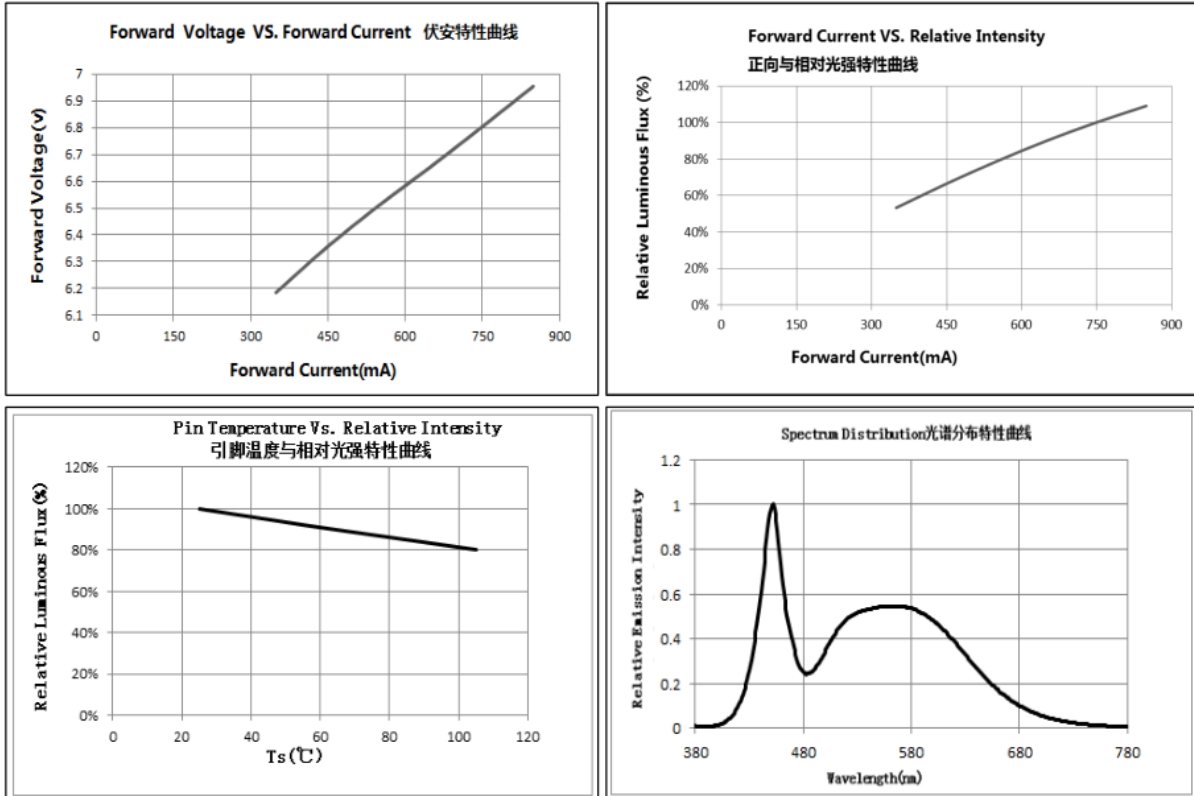 Forward Voltage VS. Forward Current 伏安特性曲线
Forward Voltage(v)
7
6.9
6.8
6.7
6.6
6.5
6.4
6.3
6.2
6.1
0 150 300 450 600 750 900
Forward Current(mA)
Forward Current VS. Relative Intensity
正向与相对光强特性曲线
Relative Luminous Flux (%)
120%
100%
80%
60%
40%
20%
0%
0 150 300 450 600 750 900
Forward Current(mA)
Pin Temperature Vs. Relative Intensity
引脚温度与相对光强特性曲线
Relative Luminous Flux(%)
120%
100%
80%
60%
40%
20%
0%
0 20 40 60 80 100 120
Ts(℃)
Spectrum Distribution光谱分布特性曲线
Relative Emission Intensity
1.2
1
0.8
0.6
0.4
0.2
0
380 480 580 680 780
Wavelength(nm)